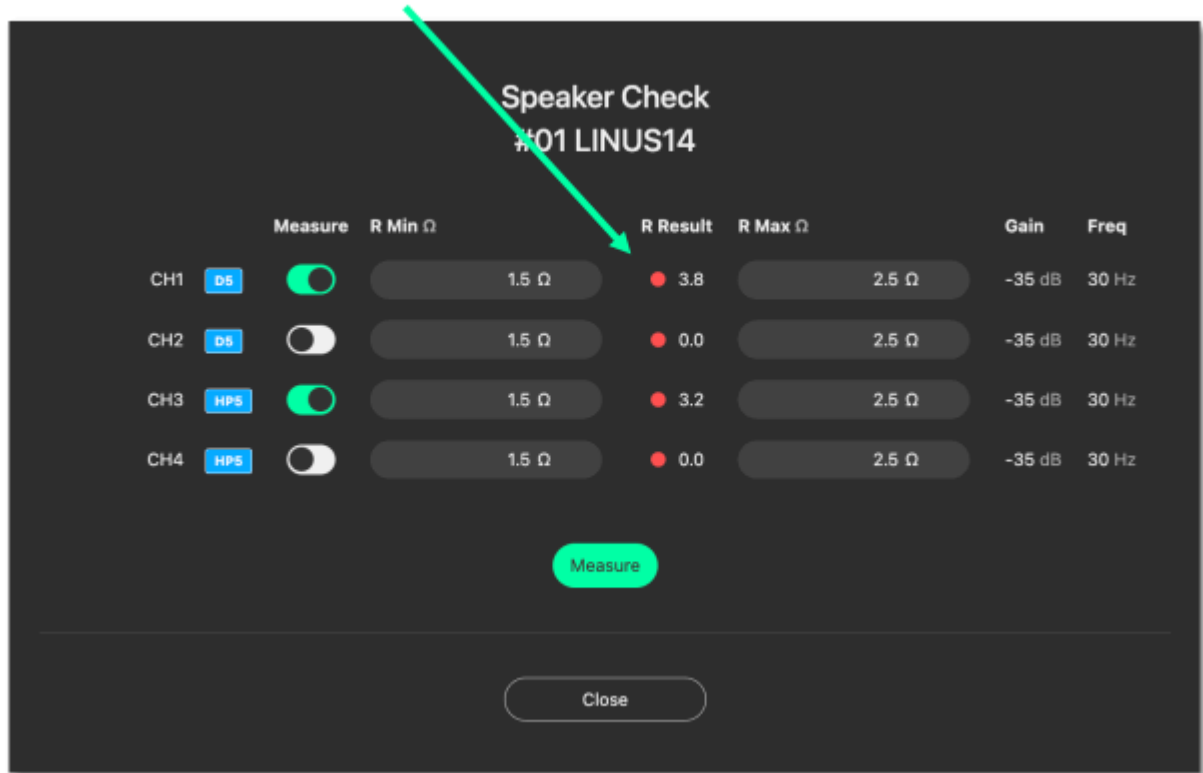 Speaker Check
#01 LINUS14
Measure R Min Ω R Result R Max Ω Gain Freq
CH1 D5 1.5 Ω 3.8 2.5 Ω -35 dB 30 Hz
CH2 D5 1.5 Ω 0.0 2.5 Ω -35 dB 30 Hz
CH3 HP5 1.5 Ω 3.2 2.5 Ω -35 dB 30 Hz
CH4 HP5 1.5 Ω 0.0 2.5 Ω -35 dB 30 Hz
Measure
Close